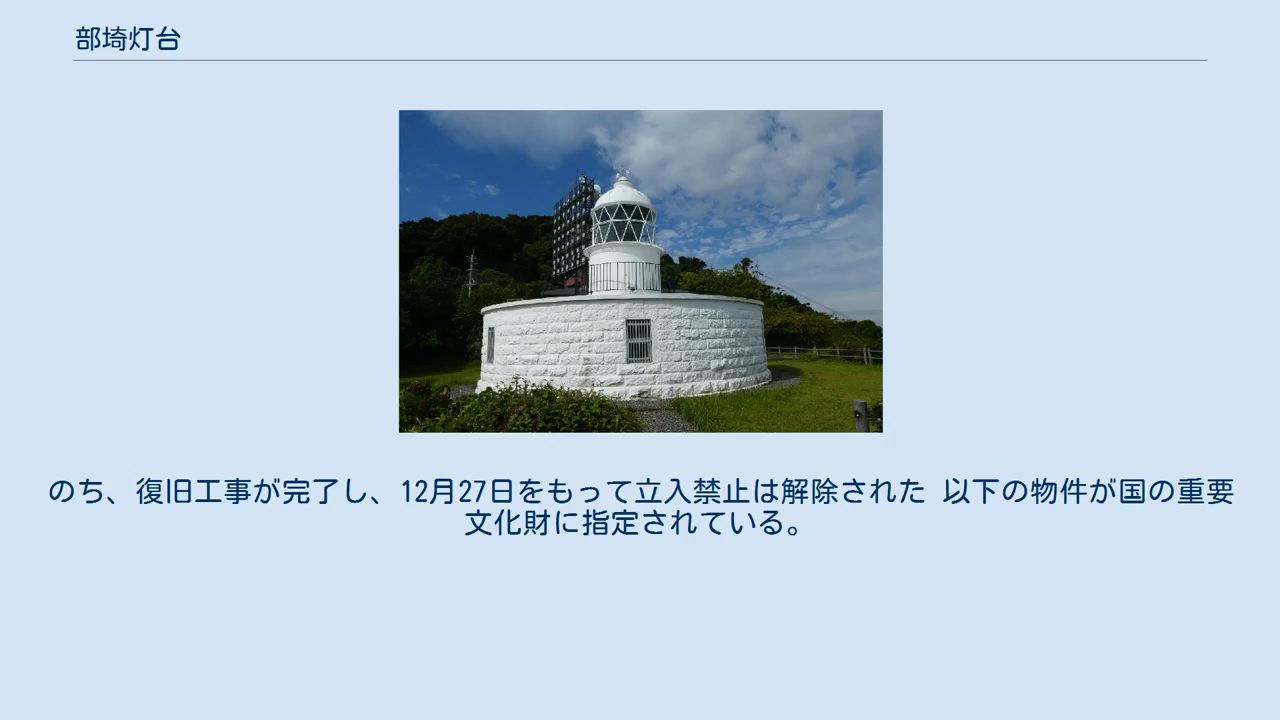 部埼灯台
のち、復旧工事が完了し、12月27日をもって立入禁止は解除された 以下の物件が国の重要
文化財に指定されている。